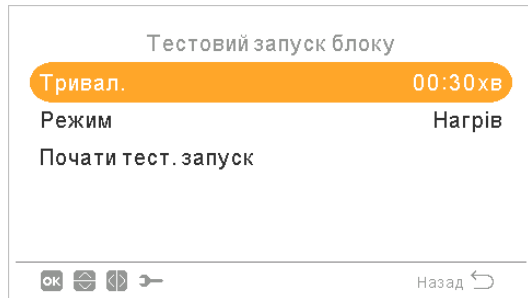 Тестовий запуск блоку
Тривал. 00:30хв
Режим Нагрів
Почати тест. запуск
OK Назад